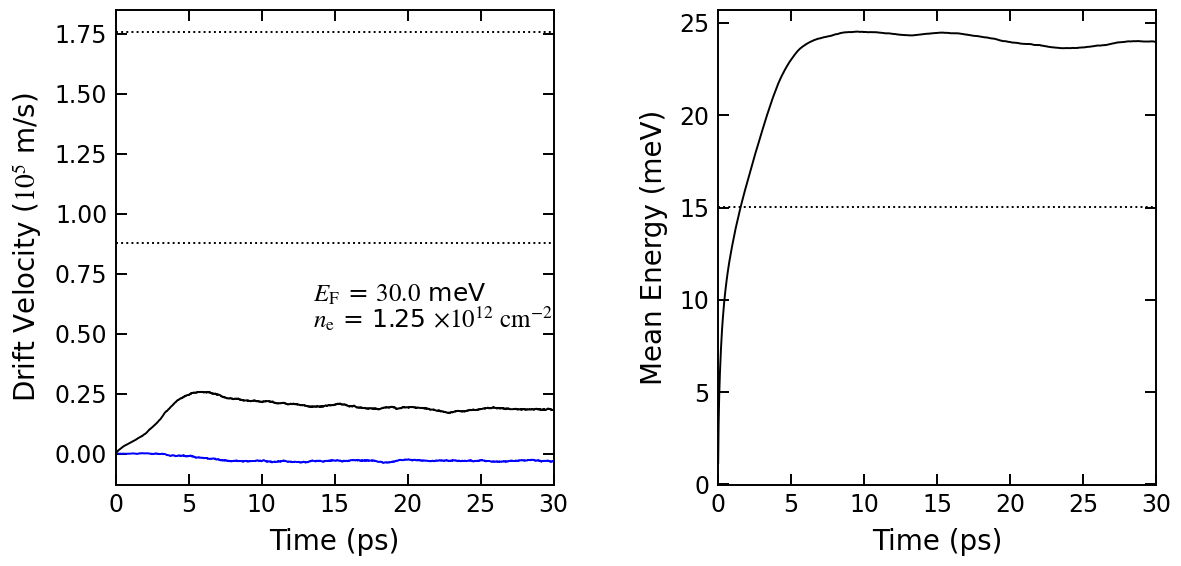 Drift Velocity (10⁵ m/s)
1.75
1.50
1.25
1.00
0.75
0.50
0.25
0.00
E_F = 30.0 meV
n_e = 1.25 ×10¹² cm⁻²
0 5 10 15 20 25 30
Time (ps)
Mean Energy (meV)
25
20
15
10
5
0
0 5 10 15 20 25 30
Time (ps)